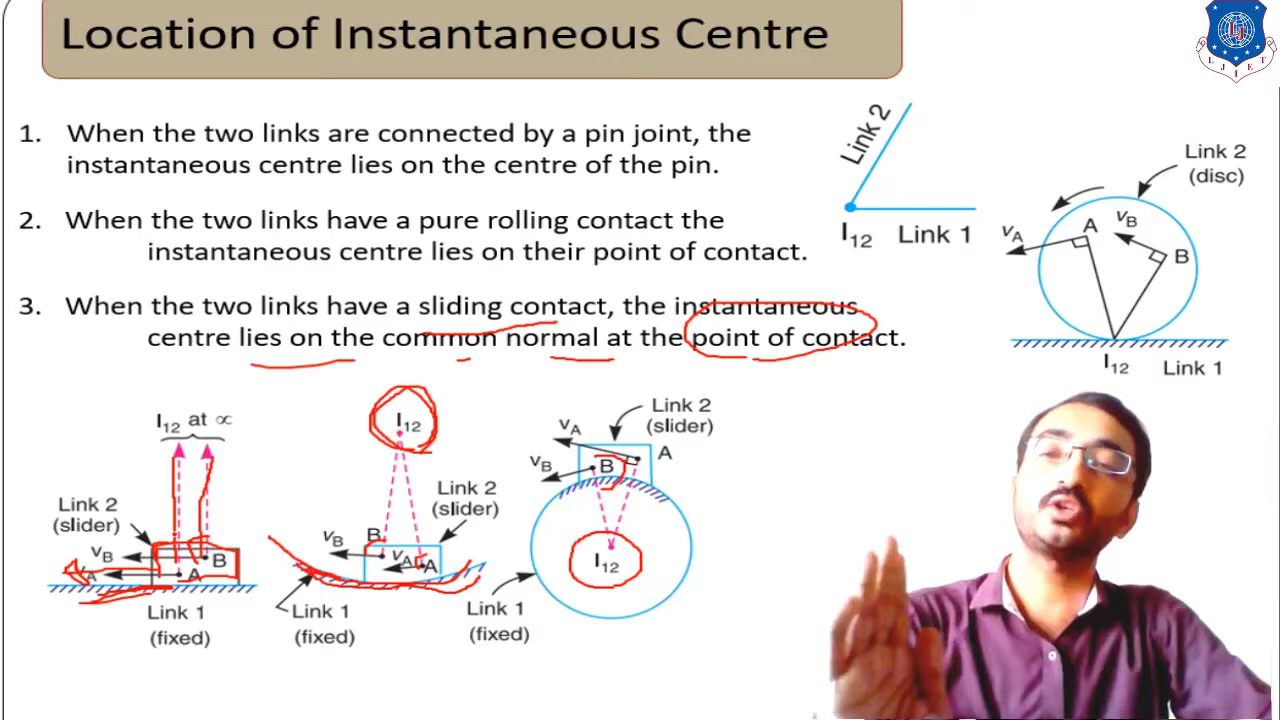 Location of Instantaneous Centre
L J I E T
1. When the two links are connected by a pin joint, the
instantaneous centre lies on the centre of the pin.
2. When the two links have a pure rolling contact the
instantaneous centre lies on their point of contact.
3. When the two links have a sliding contact, the instantaneous
centre lies on the common normal at the point of contact.
Link 2
I12 Link 1
Link 2
(disc)
A
vB
vA
B
I12 Link 1
I12 at ∝
Link 2
(slider)
vB
B
vA
A
Link 1
(fixed)
I12
Link 2
(slider)
B
vB
vA
A
Link 1
(fixed)
Link 2
(slider)
vA
A
vB
B
I12
Link 1
(fixed)